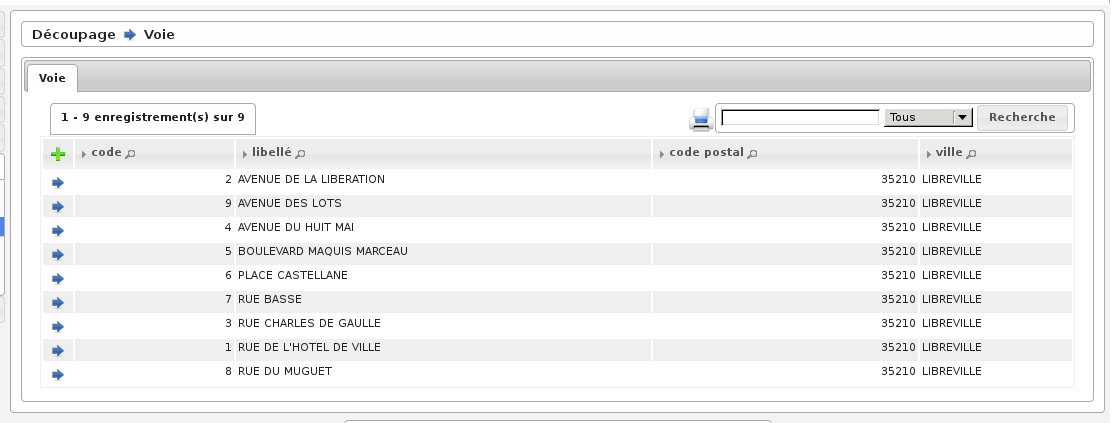 Découpage Voie
Voie
1 - 9 enregistrement(s) sur 9 Tous Recherche
code libellé code postal ville
2 AVENUE DE LA LIBERATION 35210 LIBREVILLE
9 AVENUE DES LOTS 35210 LIBREVILLE
4 AVENUE DU HUIT MAI 35210 LIBREVILLE
5 BOULEVARD MAQUIS MARCEAU 35210 LIBREVILLE
6 PLACE CASTELLANE 35210 LIBREVILLE
7 RUE BASSE 35210 LIBREVILLE
3 RUE CHARLES DE GAULLE 35210 LIBREVILLE
1 RUE DE L'HOTEL DE VILLE 35210 LIBREVILLE
8 RUE DU MUGUET 35210 LIBREVILLE